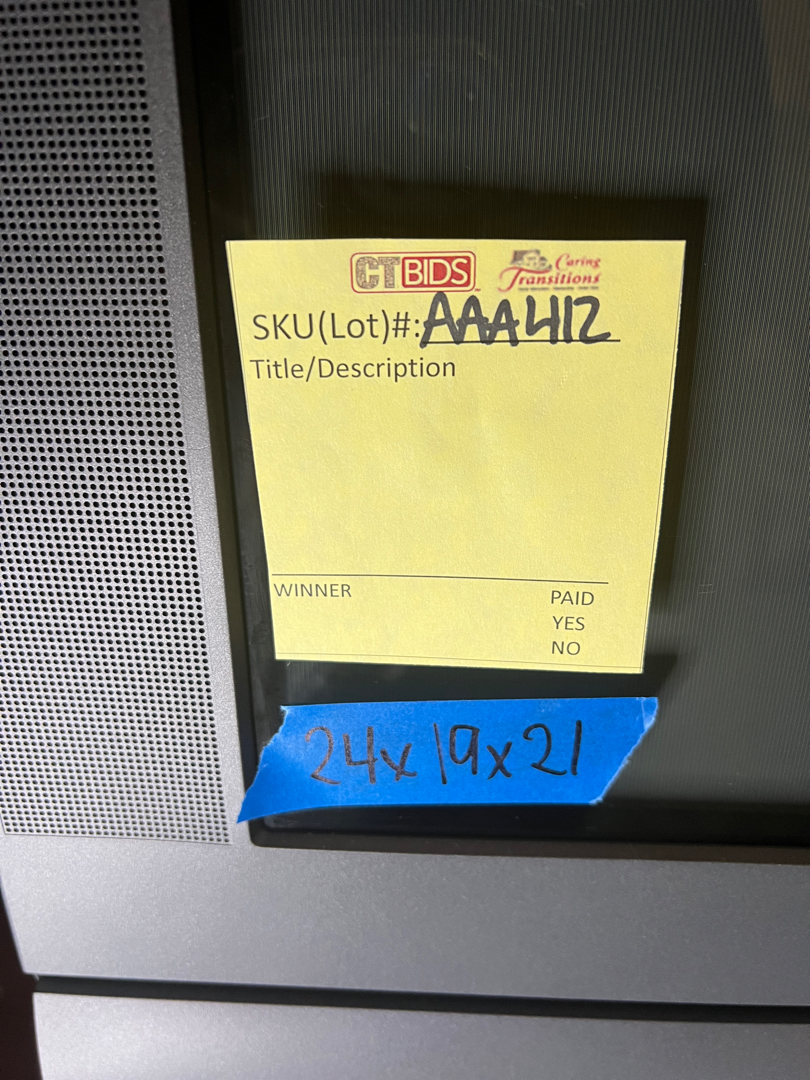 CTBIDS Caring Transitions
SKU(Lot)#: AAA412
Title/Description
WINNER
PAID
YES
NO
24x19x21